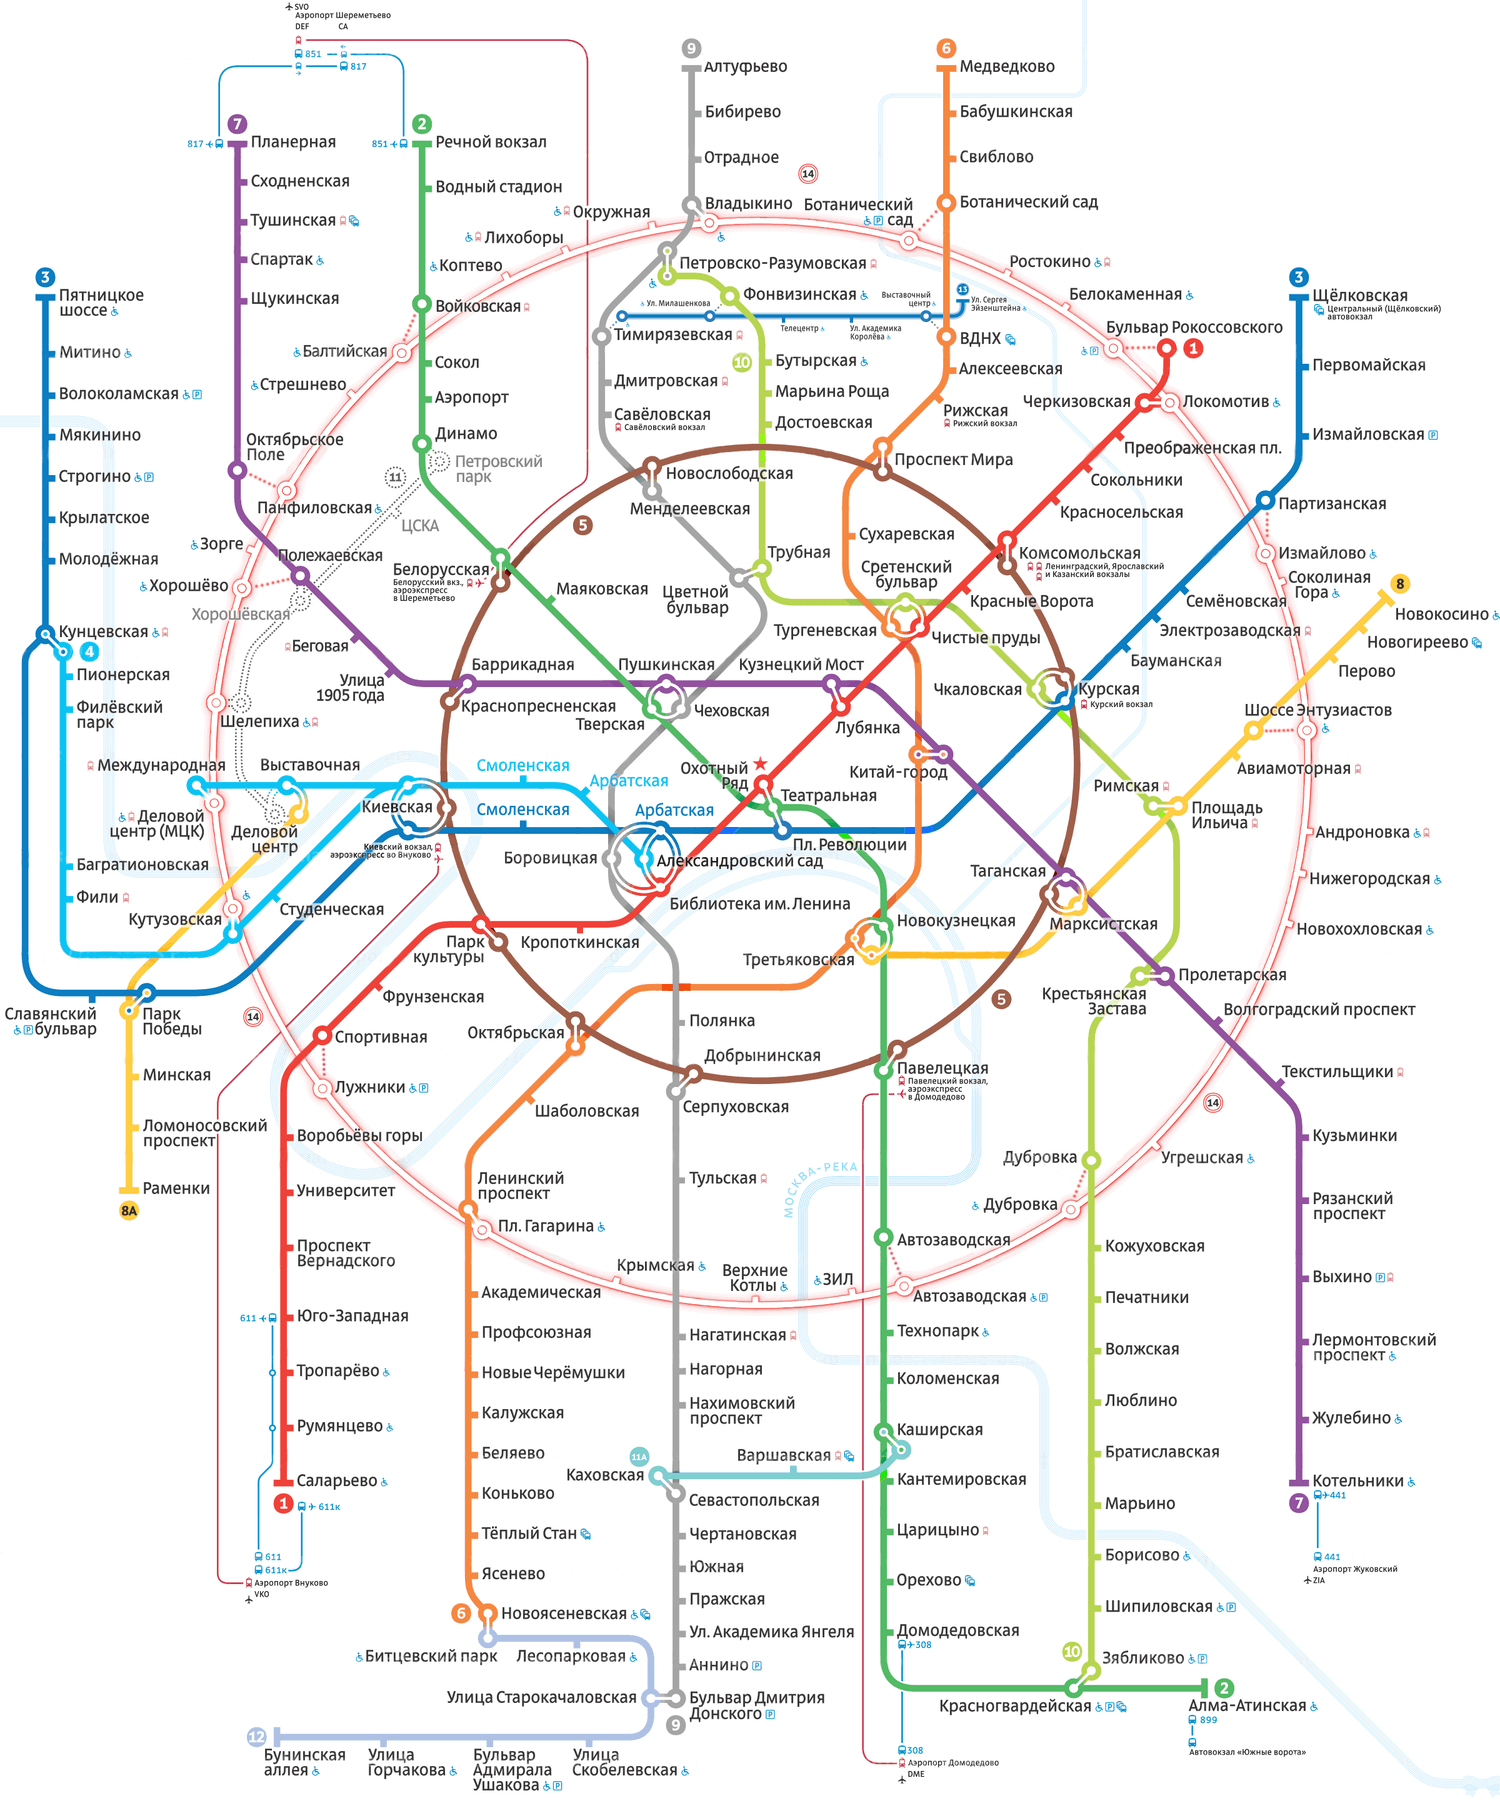 SVO
Аэропорт Шереметьево
DEF
CA
851
817
9
Алтуфьево
Бибирево
Отрадное
Владыкино
6
Медведково
Бабушкинская
Свиблово
Ботанический сад
14
Ботанический
сад
7
817
Планерная
Сходненская
Тушинская
Спартак
Щукинская
Октябрьское
Поле
2
851
Речной вокзал
Водный стадион
Коптево
Войковская
Балтийская
Сокол
Стрешнево
Аэропорт
Динамо
Петровский
парк
11
ЦСКА
Окружная
Лихоборы
Петровско-Разумовская
Фонвизинская
Ул. Милашенкова
Выставочный
центр
13
Ул. Сергея
Эйзенштейна
Телецентр
Ул. Академика
Королёва
Тимирязевская
ВДНХ
10
Бутырская
Алексеевская
Дмитровская
Марьина Роща
Савёловская
Савёловский вокзал
Достоевская
Рижская
Рижский вокзал
Ростокино
Белокаменная
Бульвар Рокоссовского
1
Черкизовская
Локомотив
Преображенская пл.
Сокольники
Красносельская
3
Щёлковская
Центральный (Щёлковский)
автовокзал
Первомайская
Измайловская
Партизанская
Измайлово
Соколиная
Гора
Семёновская
Электрозаводская
Бауманская
3
Пятницкое
шоссе
Митино
Волоколамская
Мякинино
Строгино
Крылатское
Молодёжная
Кунцевская
4
Пионерская
Филёвский
парк
Багратионовская
Фили
Панфиловская
Зорге
Полежаевская
Хорошёво
Хорошёвская
Беговая
Улица
1905 года
Шелепиха
Новослободская
Менделеевская
5
Проспект Мира
Сухаревская
Трубная
Цветной
бульвар
Сретенский
бульвар
Тургеневская
Чистые пруды
Красные Ворота
Комсомольская
Ленинградский, Ярославский
и Казанский вокзалы
Белорусская
Белорусский вкз.,
аэроэкспресс
в Шереметьево
Маяковская
Баррикадная
Краснопресненская
Пушкинская
Тверская
Чеховская
Кузнецкий Мост
Лубянка
Китай-город
Чкаловская
Курская
Курский вокзал
8
Новокосино
Новогиреево
Перово
Шоссе Энтузиастов
Авиамоторная
Римская
Площадь
Ильича
Андроновка
Нижегородская
Новохохловская
Международная
Выставочная
Деловой
центр (МЦК)
Деловой
центр
Киевская
Киевский вокзал,
аэроэкспресс во Внуково
Смоленская
Арбатская
Смоленская
Арбатская
Охотный
Ряд
Театральная
Пл. Революции
Боровицкая
Александровский сад
Библиотека им. Ленина
Кутузовская
Студенческая
Парк
культуры
Кропоткинская
Фрунзенская
Новокузнецкая
Третьяковская
Таганская
Марксистская
Крестьянская
Застава
Пролетарская
Волгоградский проспект
Текстильщики
14
Кузьминки
Рязанский
проспект
Выхино
Лермонтовский
проспект
Жулебино
Котельники
7
441
441
Аэропорт Жуковский
ZIA
Славянский
бульвар
Парк
Победы
Минская
Ломоносовский
проспект
Раменки
8А
14
Спортивная
Лужники
Воробьёвы горы
Университет
Проспект
Вернадского
611
Юго-Западная
Тропарёво
Румянцево
Саларьево
1
611к
611
611к
Аэропорт Внуково
VKO
Октябрьская
Шаболовская
Ленинский
проспект
Пл. Гагарина
Академическая
Профсоюзная
Новые Черёмушки
Калужская
Беляево
Коньково
Тёплый Стан
Ясенево
6
Новоясеневская
Битцевский парк
Лесопарковая
Улица Старокачаловская
12
Бунинская
аллея
Улица
Горчакова
Бульвар
Адмирала
Ушакова
Улица
Скобелевская
Полянка
Добрынинская
Серпуховская
Тульская
Крымская
Верхние
Котлы
ЗИЛ
Нагатинская
Нагорная
Нахимовский
проспект
11А
Каховская
Варшавская
Севастопольская
Чертановская
Южная
Пражская
Ул. Академика Янгеля
Аннино
Бульвар Дмитрия
Донского
9
5
Павелецкая
Павелецкий вокзал,
аэроэкспресс
в Домодедово
МОСКВА-РЕКА
Автозаводская
Автозаводская
Технопарк
Коломенская
Каширская
Кантемировская
Царицыно
Орехово
Домодедовская
308
308
Аэропорт Домодедово
DME
Красногвардейская
Алма-Атинская
2
899
Автовокзал «Южные ворота»
Дубровка
Дубровка
Угрешская
Кожуховская
Печатники
Волжская
Люблино
Братиславская
Марьино
Борисово
Шипиловская
10
Зябликово